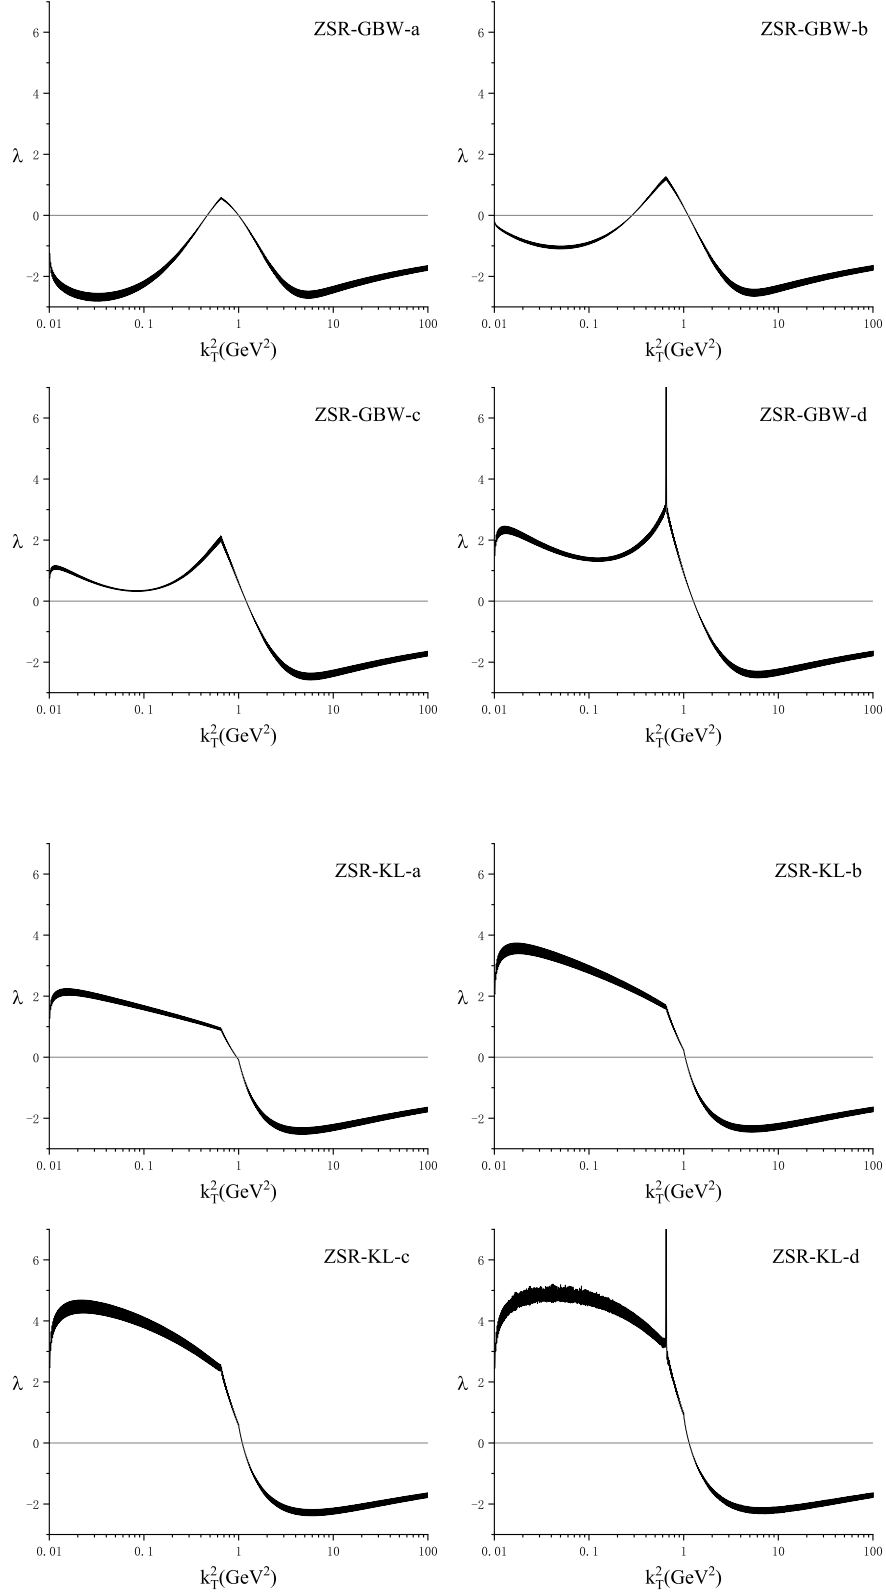 ZSR-GBW-a
6
4
λ 2
0
-2
0.01 0.1 1 10 100
k_T^2(GeV^2)
ZSR-GBW-b
6
4
λ 2
0
-2
0.01 0.1 1 10 100
k_T^2(GeV^2)
ZSR-GBW-c
6
4
λ 2
0
-2
0.01 0.1 1 10 100
k_T^2(GeV^2)
ZSR-GBW-d
6
4
λ 2
0
-2
0.01 0.1 1 10 100
k_T^2(GeV^2)
ZSR-KL-a
6
4
λ 2
0
-2
0.01 0.1 1 10 100
k_T^2(GeV^2)
ZSR-KL-b
6
4
λ 2
0
-2
0.01 0.1 1 10 100
k_T^2(GeV^2)
ZSR-KL-c
6
4
λ 2
0
-2
0.01 0.1 1 10 100
k_T^2(GeV^2)
ZSR-KL-d
6
4
λ 2
0
-2
0.01 0.1 1 10 100
k_T^2(GeV^2)